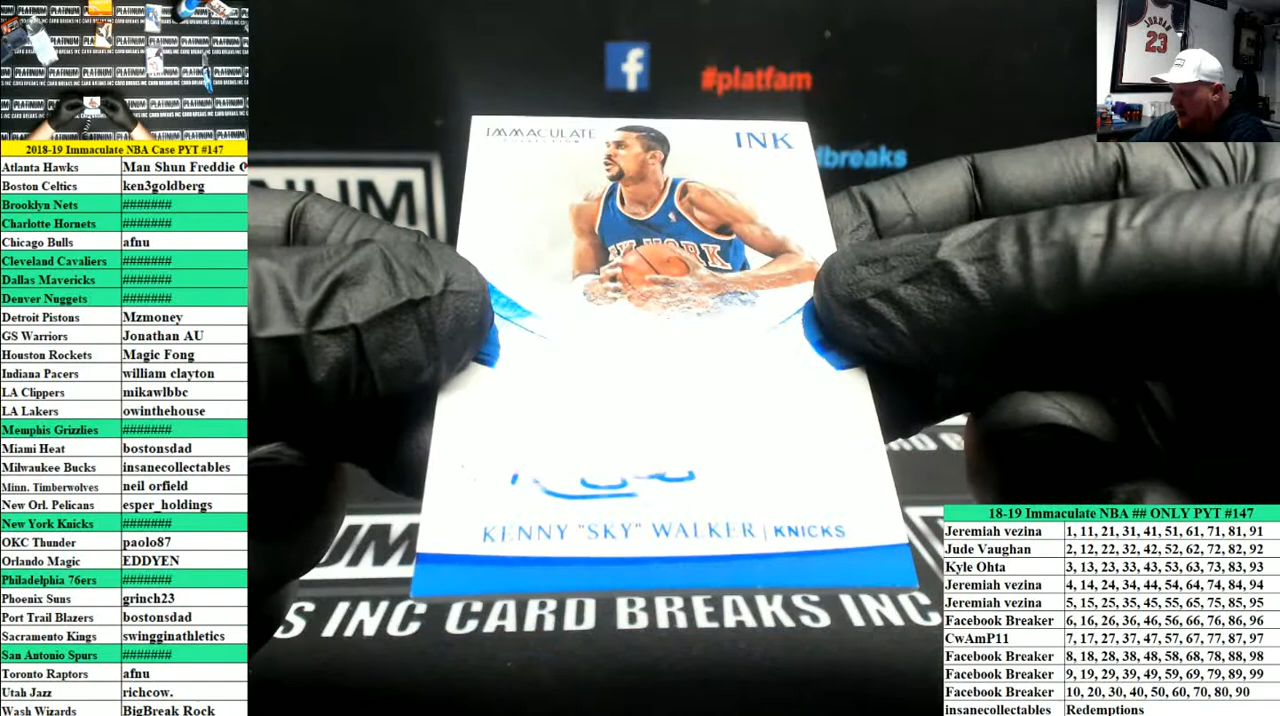 2018-19 Immaculate NBA Case PYT #147
Atlanta Hawks Man Shun Freddie
Boston Celtics ken3goldberg
Brooklyn Nets #######
Charlotte Hornets #######
Chicago Bulls afnu
Cleveland Cavaliers #######
Dallas Mavericks #######
Denver Nuggets #######
Detroit Pistons Mzmoney
GS Warriors Jonathan AU
Houston Rockets Magic Fong
Indiana Pacers william clayton
LA Clippers mikawlbbc
LA Lakers owinthehouse
Memphis Grizzlies #######
Miami Heat bostonsdad
Milwaukee Bucks insanecollectables
Minn. Timberwolves neil orfield
New Orl. Pelicans esper_holdings
New York Knicks #######
OKC Thunder paolo87
Orlando Magic EDDYEN
Philadelphia 76ers #######
Phoenix Suns grinch23
Port Trail Blazers bostonsdad
Sacramento Kings swingginathletics
San Antonio Spurs #######
Toronto Raptors afnu
Utah Jazz richcow.
Wash Wizards BigBreak Rock
f
#platfam
dbreaks
IMMACULATE
COLLECTION
INK
NEW YORK
KENNY "SKY" WALKER | KNICKS
S INC CARD BREAKS INC
JORDAN
23
18-19 Immaculate NBA ## ONLY PYT #147
Jeremiah vezina 1, 11, 21, 31, 41, 51, 61, 71, 81, 91
Jude Vaughan 2, 12, 22, 32, 42, 52, 62, 72, 82, 92
Kyle Ohta 3, 13, 23, 33, 43, 53, 63, 73, 83, 93
Jeremiah vezina 4, 14, 24, 34, 44, 54, 64, 74, 84, 94
Jeremiah vezina 5, 15, 25, 35, 45, 55, 65, 75, 85, 95
Facebook Breaker 6, 16, 26, 36, 46, 56, 66, 76, 86, 96
CwAmP11 7, 17, 27, 37, 47, 57, 67, 77, 87, 97
Facebook Breaker 8, 18, 28, 38, 48, 58, 68, 78, 88, 98
Facebook Breaker 9, 19, 29, 39, 49, 59, 69, 79, 89, 99
Facebook Breaker 10, 20, 30, 40, 50, 60, 70, 80, 90
insanecollectables Redemptions